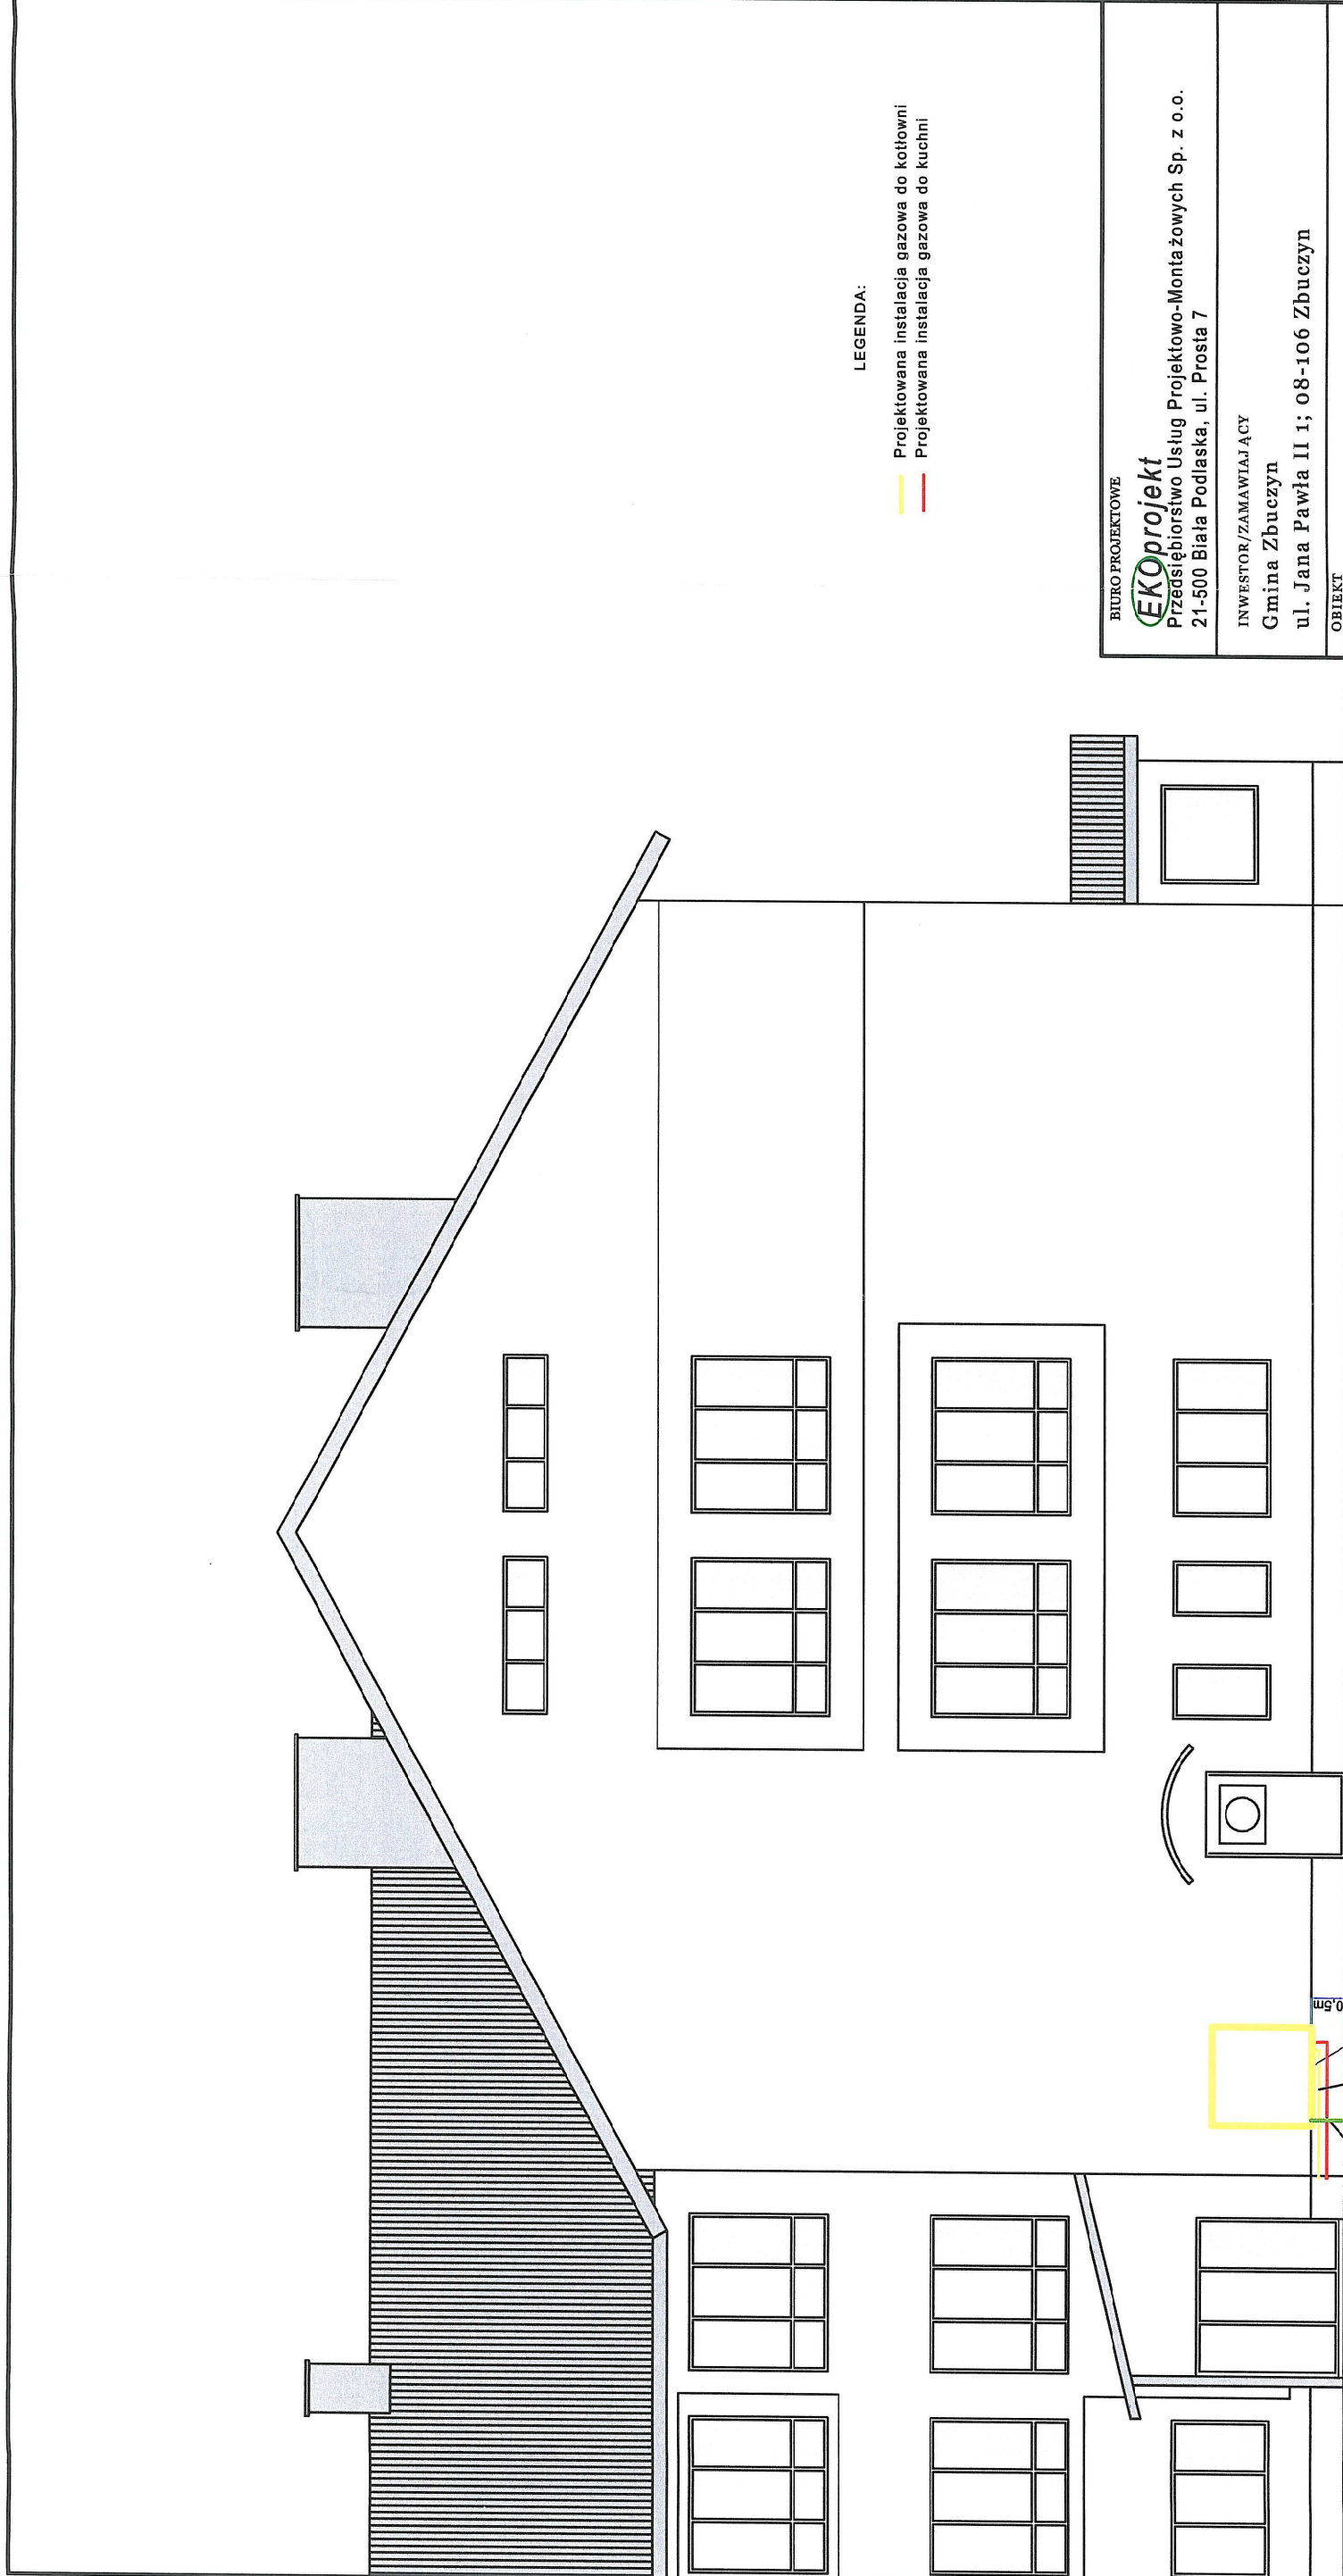 LEGENDA:
Projektowana instalacja gazowa do kotłowni
Projektowana instalacja gazowa do kuchni
BIURO PROJEKTOWE
EKOprojekt
Przedsiębiorstwo Usług Projektowo-Montażowych Sp. z o.o.
21-500 Biała Podlaska, ul. Prosta 7
INWESTOR/ZAMAWIAJĄCY
Gmina Zbuczyn
ul. Jana Pawła II 1; 08-106 Zbuczyn
OBIEKT
0,5m